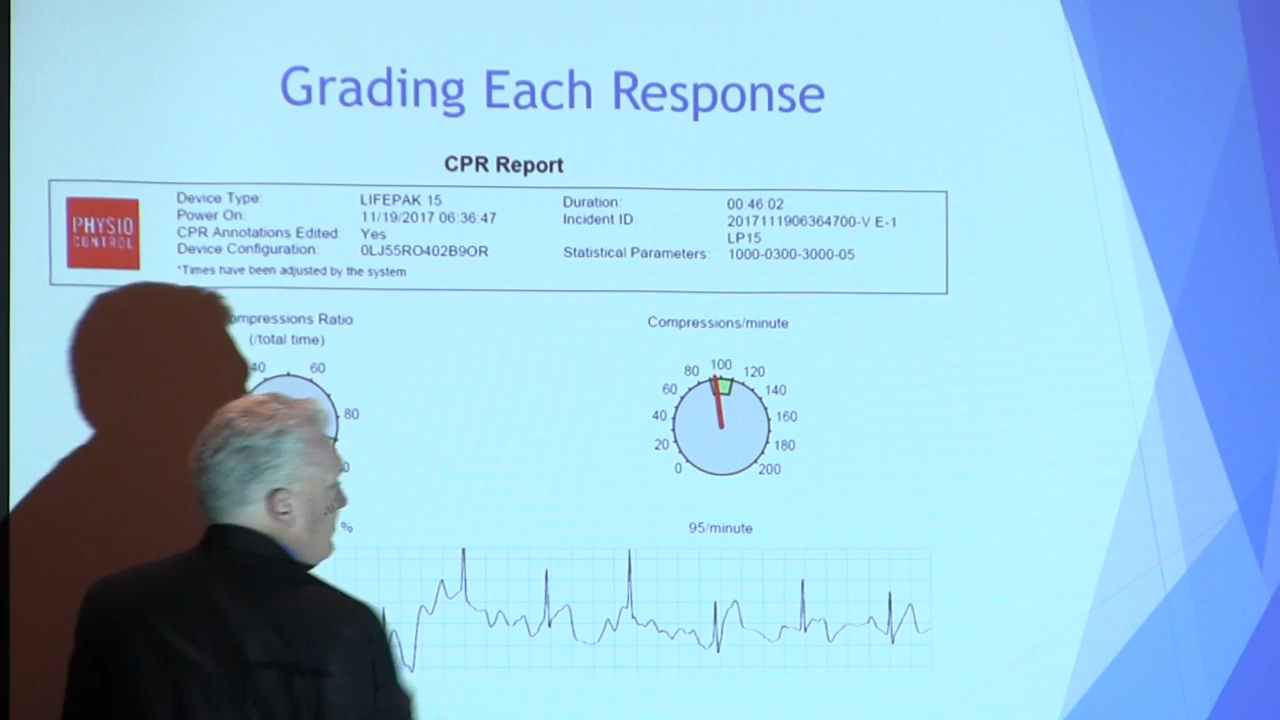 Grading Each Response
CPR Report
PHYSIO
CONTROL
Device Type: LIFEPAK 15 Duration: 00:46:02
Power On: 11/19/2017 06:36:47 Incident ID: 2017111906364700-V E-1
CPR Annotations Edited: Yes LP15
Device Configuration: 0LJ55RO402B9OR Statistical Parameters: 1000-0300-3000-05
*Times have been adjusted by the system
ompressions Ratio Compressions/minute
(/total time)
40 60 80
0 20 40 60 80 100 120 140 160 180 200
% 95/minute